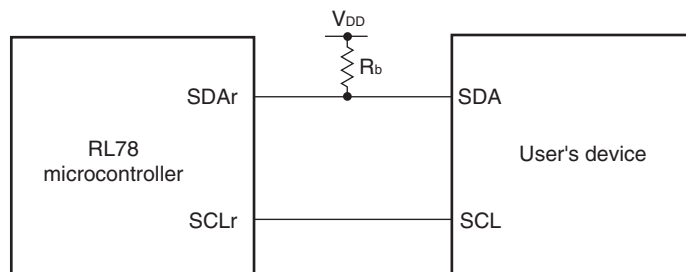 VDD
Rb
SDAr
SDA
RL78
microcontroller
User's device
SCLr
SCL